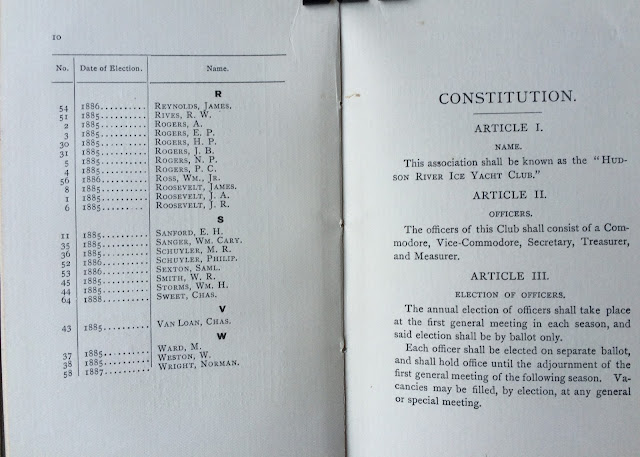 10
No. Date of Election. Name.
R
54 1886.......... REYNOLDS, JAMES.
51 1885.......... RIVES, R. W.
2 1885.......... ROGERS, A.
3 1885.......... ROGERS, E. P.
30 1885.......... ROGERS, H. P.
31 1885.......... ROGERS, J. B.
5 1885.......... ROGERS, N. P.
4 1885.......... ROGERS, P. C.
56 1886.......... ROSS, WM., JR.
8 1885.......... ROOSEVELT, JAMES.
1 1885.......... ROOSEVELT, J. A.
6 1885.......... ROOSEVELT, J. R.
S
11 1885.......... SANFORD, E. H.
35 1885.......... SANGER, WM. CARY.
36 1885.......... SCHUYLER, M. R.
52 1886.......... SCHUYLER, PHILIP.
53 1886.......... SEXTON, SAML.
45 1885.......... SMITH, W. R.
44 1885.......... STORMS, WM. H.
64 1888.......... SWEET, CHAS.
V
43 1885.......... VAN LOAN, CHAS.
W
37 1885.......... WARD, M.
38 1885.......... WESTON, W.
58 1887.......... WRIGHT, NORMAN.
CONSTITUTION.
ARTICLE I.
NAME.
This association shall be known as the "HUD-
SON RIVER ICE YACHT CLUB."
ARTICLE II.
OFFICERS.
The officers of this Club shall consist of a Com-
modore, Vice-Commodore, Secretary, Treasurer,
and Measurer.
ARTICLE III.
ELECTION OF OFFICERS.
The annual election of officers shall take place
at the first general meeting in each season, and
said election shall be by ballot only.
Each officer shall be elected on separate ballot,
and shall hold office until the adjournment of the
first general meeting of the following season. Va-
cancies may be filled, by election, at any general
or special meeting.